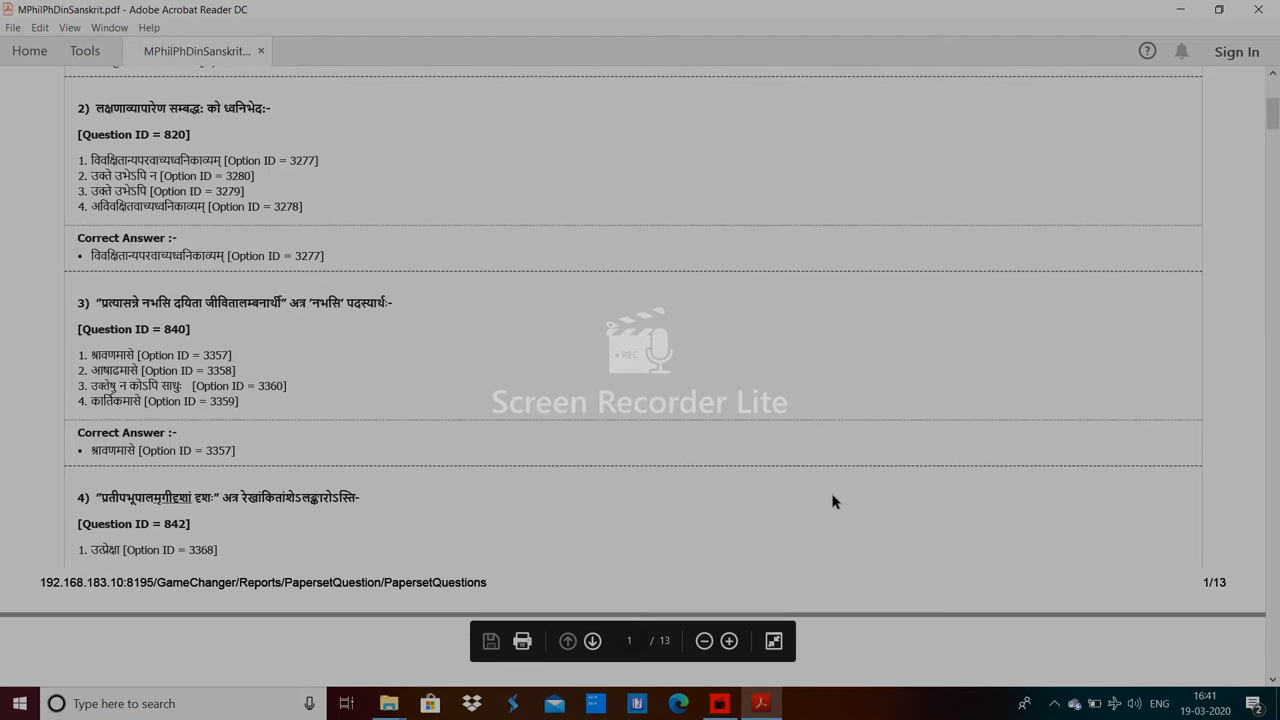 MPhilPhDinSanskrit.pdf - Adobe Acrobat Reader DC
File Edit View Window Help
Home Tools MPhilPhDinSanskrit... × Sign In
2) लक्षणाव्यापारेण सम्बद्ध: को ध्वनिभेद:-
[Question ID = 820]
1. विवक्षितान्यपरवाच्यध्वनिकाव्यम् [Option ID = 3277]
2. उक्ते उभेऽपि न [Option ID = 3280]
3. उक्ते उभेऽपि [Option ID = 3279]
4. अविवक्षितवाच्यध्वनिकाव्यम् [Option ID = 3278]
Correct Answer :-
• विवक्षितान्यपरवाच्यध्वनिकाव्यम् [Option ID = 3277]
3) ”प्रत्यासन्ने नभसि दयिता जीवितालम्बनार्थी” अत्र ’नभसि’ पदस्यार्थः-
[Question ID = 840]
1. श्रावणमासे [Option ID = 3357]
2. आषाढमासे [Option ID = 3358]
3. उक्तेषु न कोऽपि साधुः [Option ID = 3360]
4. कार्तिकमासे [Option ID = 3359]
Correct Answer :-
• श्रावणमासे [Option ID = 3357]
• REC
Screen Recorder Lite
4) ”प्रतीपभूपालमृगीदृशां दृशः” अत्र रेखांकितांशेऽलङ्कारोऽस्ति-
[Question ID = 842]
1. उत्प्रेक्षा [Option ID = 3368]
192.168.183.10:8195/GameChanger/Reports/PapersetQuestion/PapersetQuestions 1/13
1 / 13
Type here to search ENG 16:41
19-03-2020 2